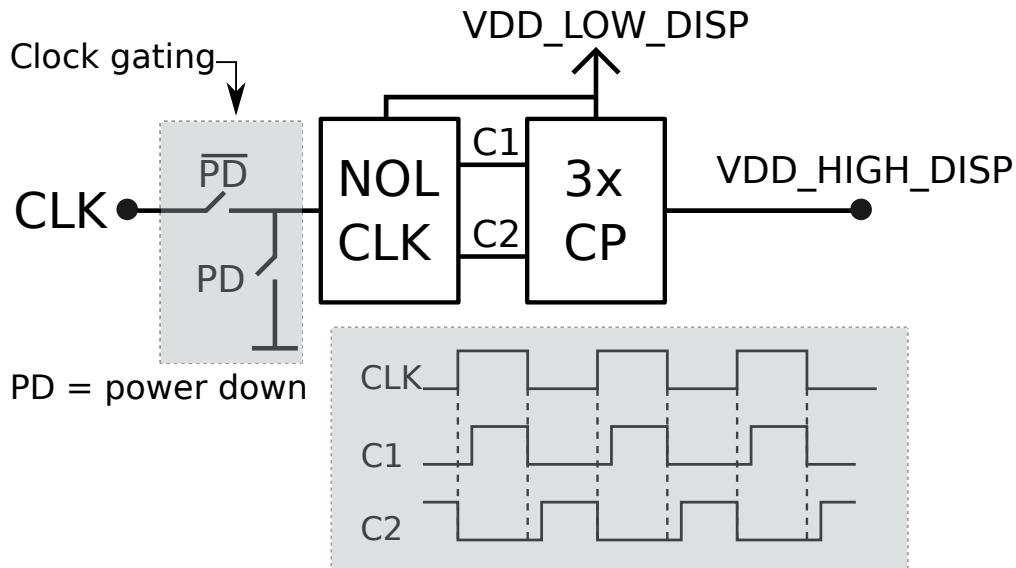 VDD_LOW_DISP
Clock gating
PD
CLK
NOL
CLK
C1
C2
3x
CP
VDD_HIGH_DISP
PD
PD = power down
CLK
C1
C2